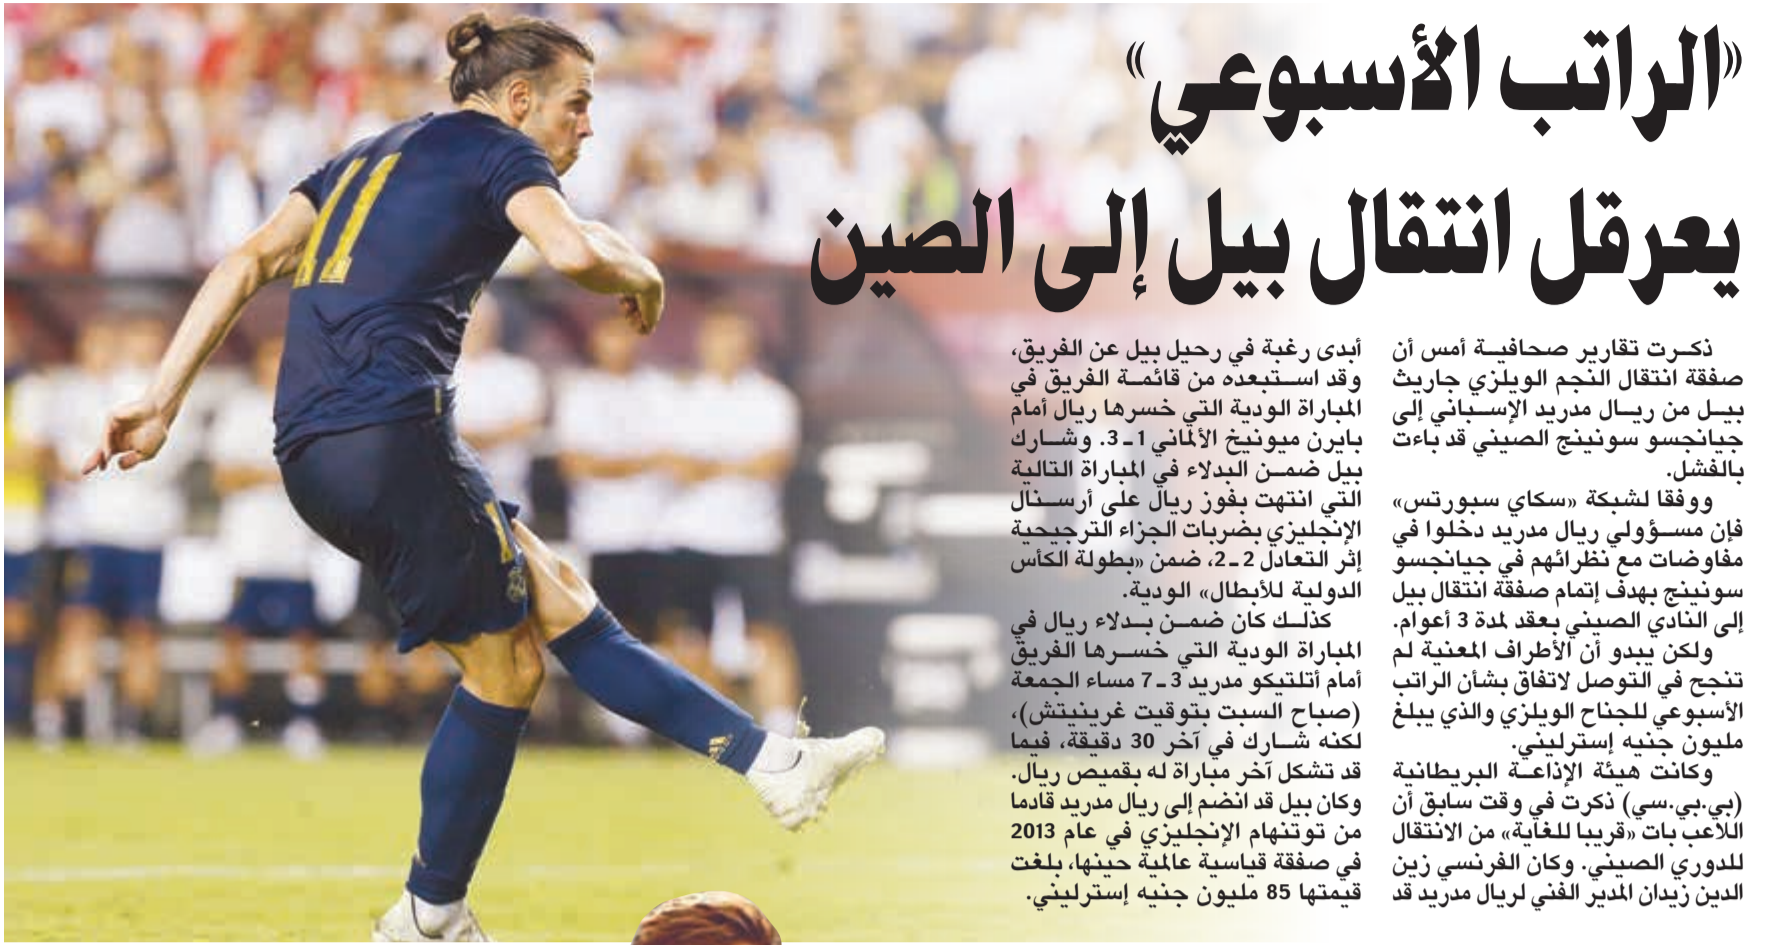 «الراتب الأسبوعي»
يعرقل انتقال بيل إلى الصين
ذكرت تقارير صحافية أمس أن
صفقة انتقال النجم الويلزي جاريث
بيل من ريال مدريد الإسباني إلى
جيانجسو سونينج الصيني قد باءت
بالفشل.
ووفقا لشبكة «سكاي سبورتس»
فإن مسؤولي ريال مدريد دخلوا في
مفاوضات مع نظرائهم في جيانجسو
سونينج بهدف إتمام صفقة انتقال بيل
إلى النادي الصيني بعقد لمدة 3 أعوام.
ولكن يبدو أن الأطراف المعنية لم
تنجح في التوصل لاتفاق بشأن الراتب
الأسبوعي للجناح الويلزي والذي يبلغ
مليون جنيه إسترليني.
وكانت هيئة الإذاعة البريطانية
(بي.بي.سي) ذكرت في وقت سابق أن
اللاعب بات «قريبا للغاية» من الانتقال
للدوري الصيني. وكان الفرنسي زين
الدين زيدان المدير الفني لريال مدريد قد
أبدى رغبة في رحيل بيل عن الفريق،
وقد استبعده من قائمة الفريق في
المباراة الودية التي خسرها ريال أمام
بايرن ميونيخ الألماني 1ـ3. وشارك
بيل ضمن البدلاء في المباراة التالية
التي انتهت بفوز ريال على أرسنال
الإنجليزي بضربات الجزاء الترجيحية
إثر التعادل 2ـ2، ضمن «بطولة الكأس
الدولية للأبطال» الودية.
كذلك كان ضمن بدلاء ريال في
المباراة الودية التي خسرها الفريق
أمام أتلتيكو مدريد 3ـ7 مساء الجمعة
(صباح السبت بتوقيت غرينيتش)،
لكنه شارك في آخر 30 دقيقة، فيما
قد تشكل آخر مباراة له بقميص ريال.
وكان بيل قد انضم إلى ريال مدريد قادما
من توتنهام الإنجليزي في عام 2013
في صفقة قياسية عالمية حينها، بلغت
قيمتها 85 مليون جنيه إسترليني.
11